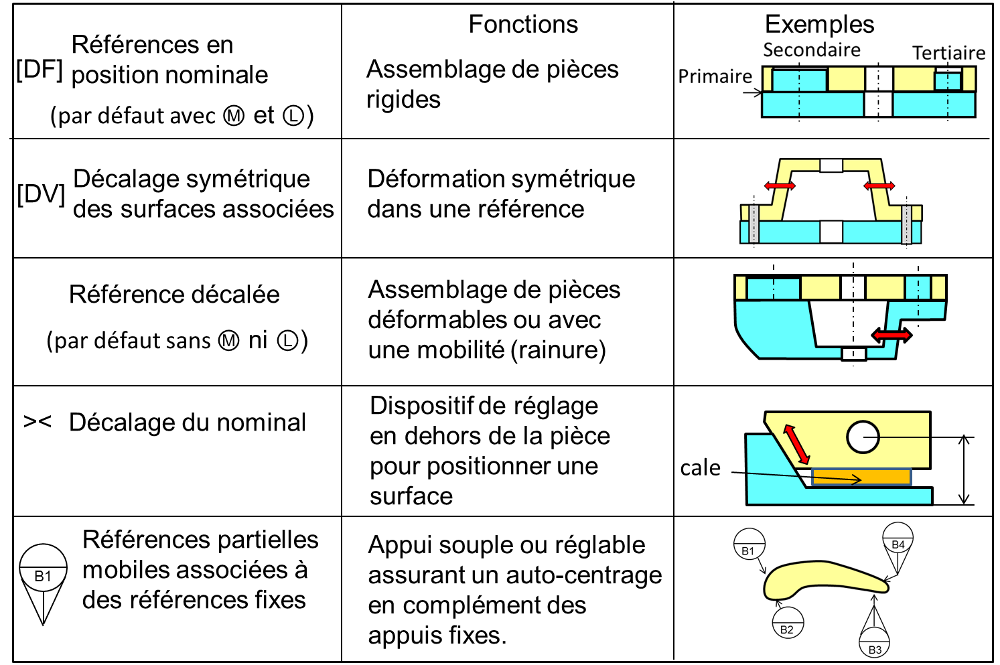 Fonctions
Exemples
[DF] Références en
position nominale
(par défaut avec Ⓜ et Ⓛ)
Assemblage de pièces
rigides
Secondaire
Tertiaire
Primaire
[DV] Décalage symétrique
des surfaces associées
Déformation symétrique
dans une référence
Référence décalée
(par défaut sans Ⓜ ni Ⓛ)
Assemblage de pièces
déformables ou avec
une mobilité (rainure)
>< Décalage du nominal
Dispositif de réglage
en dehors de la pièce
pour positionner une
surface
cale
B1
Références partielles
mobiles associées à
des références fixes
Appui souple ou réglable
assurant un auto-centrage
en complément des
appuis fixes.
B1
B4
B2
B3